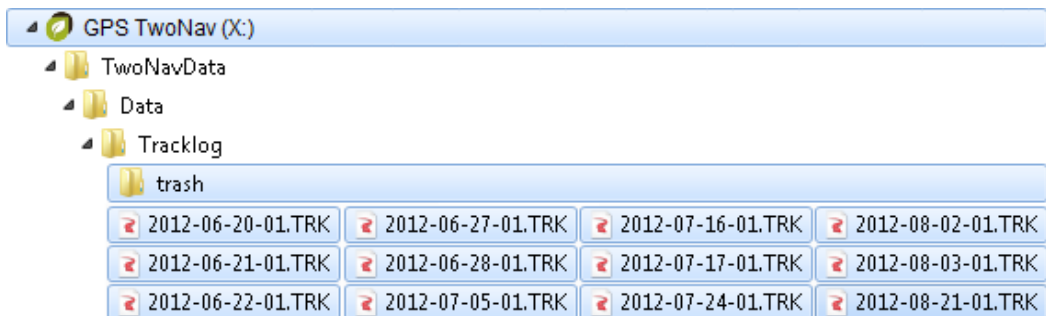 GPS TwoNav (X:)
TwoNavData
Data
Tracklog
trash
2012-06-20-01.TRK 2012-06-27-01.TRK 2012-07-16-01.TRK 2012-08-02-01.TRK
2012-06-21-01.TRK 2012-06-28-01.TRK 2012-07-17-01.TRK 2012-08-03-01.TRK
2012-06-22-01.TRK 2012-07-05-01.TRK 2012-07-24-01.TRK 2012-08-21-01.TRK